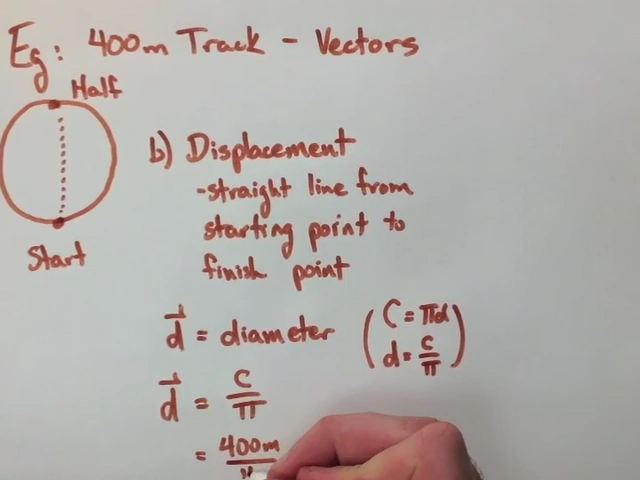 Eg: 400m Track - Vectors
Half
Start
b) Displacement
-straight line from
starting point to
finish point
d⃗ = diameter (C = πd
d = c/π)
d⃗ = C/π
= 400m